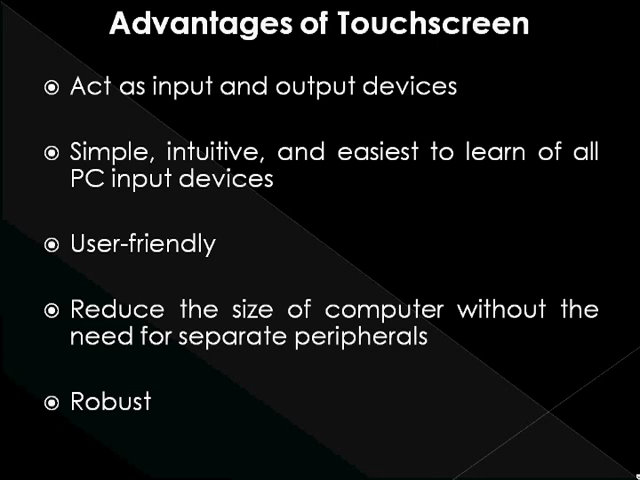 Advantages of Touchscreen
Act as input and output devices
Simple, intuitive, and easiest to learn of all
PC input devices
User-friendly
Reduce the size of computer without the
need for separate peripherals
Robust